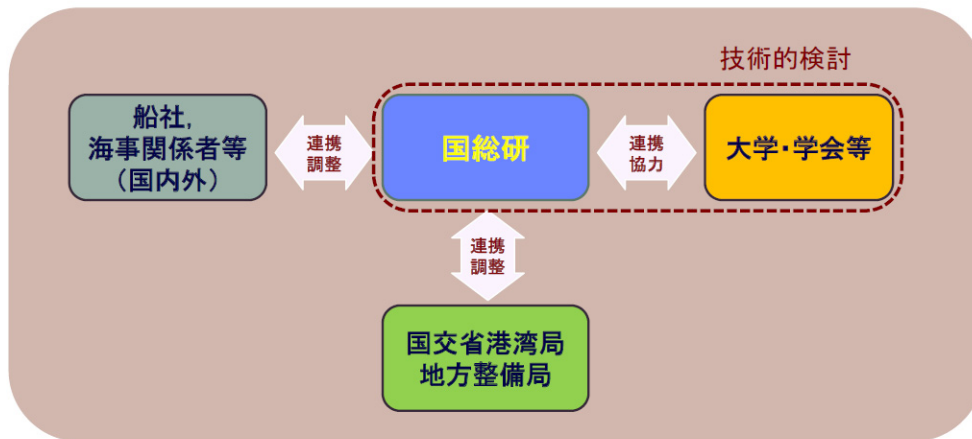 技術的検討
船社,
海事関係者等
（国内外）
連携
調整
国総研
連携
協力
大学・学会等
連携
調整
国交省港湾局
地方整備局